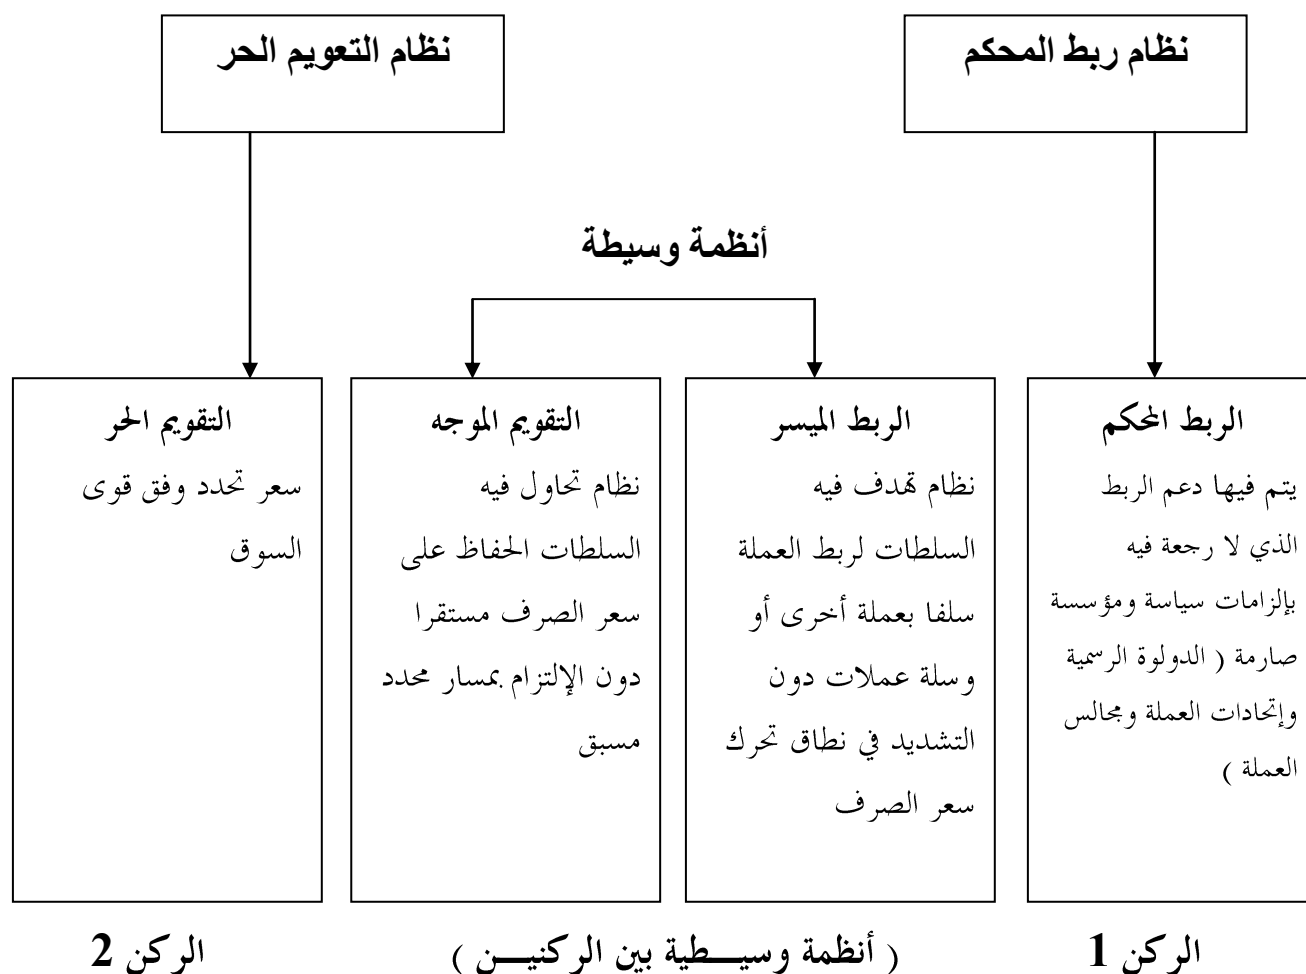 نظام ربط المحكم
نظام التعويم الحر
أنظمة وسيطة
الربط المحكم
يتم فيها دعم الربط
الذي لا رجعة فيه
بإلزامات سياسة ومؤسسة
صارمة ( الدولوة الرسمية
وإتحادات العملة ومجالس
العملة )
الربط الميسر
نظام تهدف فيه
السلطات لربط العملة
سلفا بعملة أخرى أو
وسلة عملات دون
التشديد في نطاق تحرك
سعر الصرف
التقويم الموجه
نظام تحاول فيه
السلطات الحفاظ على
سعر الصرف مستقرا
دون الإلتزام بمسار محدد
مسبق
التقويم الحر
سعر تحدد وفق قوى
السوق
الركن 1
( أنظمة وسيـــطية بين الركنيـــن )
الركن 2